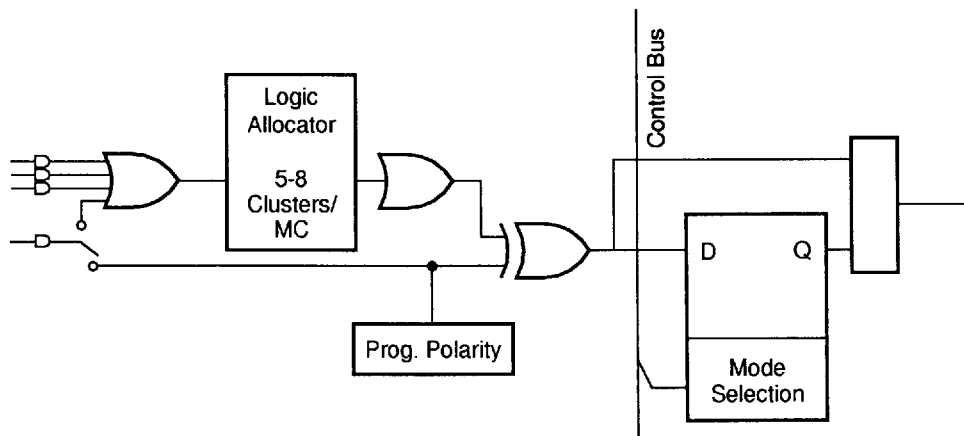 Logic
Allocator
5-8
Clusters/
MC
Control Bus
Prog. Polarity
D
Q
Mode
Selection